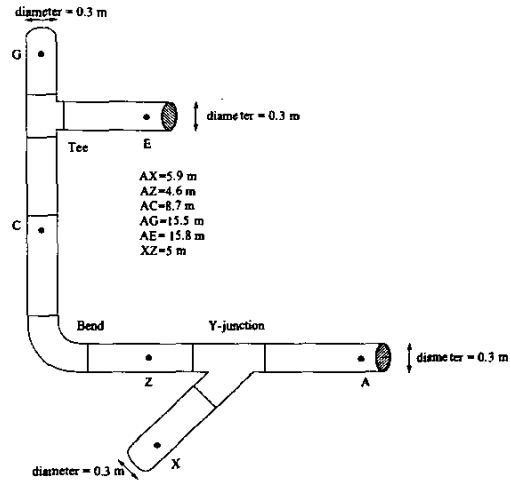 diameter = 0.3 m
G
diameter = 0.3 m
Tee
E
AX=5.9 m
AZ=4.6 m
AC=8.7 m
AG=15.5 m
AE=15.8 m
XZ=5 m
C
Bend
Y-junction
Z
A
diameter = 0.3 m
X
diameter = 0.3 m